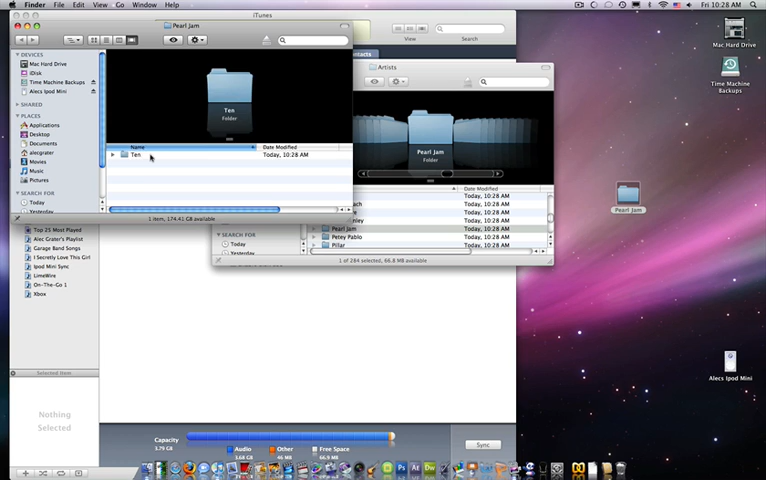 Finder File Edit View Go Window Help
Fri 10:28 AM
iTunes
Pearl Jam
View
Search
DEVICES
Mac Hard Drive
iDisk
Time Machine Backups
Alecs Ipod Mini
SHARED
PLACES
Applications
Desktop
Documents
alecgrater
Movies
Music
Pictures
SEARCH FOR
Today
Yesterday
Ten
Folder
Name
Date Modified
Ten
Today, 10:28 AM
1 item, 174.41 GB available
Artists
Pearl Jam
Folder
Date Modified
Today, 10:28 AM
Today, 10:28 AM
Today, 10:28 AM
Today, 10:28 AM
Pearl Jam
Today, 10:28 AM
Petey Pablo
Today, 10:28 AM
Pillar
Today, 10:28 AM
SEARCH FOR
Today
Yesterday
1 of 284 selected, 66.8 MB available
Top 25 Most Played
Alec Grater's Playlist
Garage Band Songs
I Secretly Love This Girl
Ipod Mini Sync
LimeWire
On-The-Go 1
Xbox
Selected Item
Nothing
Selected
Capacity
3.79 GB
Audio
3.68 GB
Other
46 MB
Free Space
66.9 MB
Sync
Mac Hard Drive
Time Machine
Backups
Pearl Jam
Alecs Ipod Mini